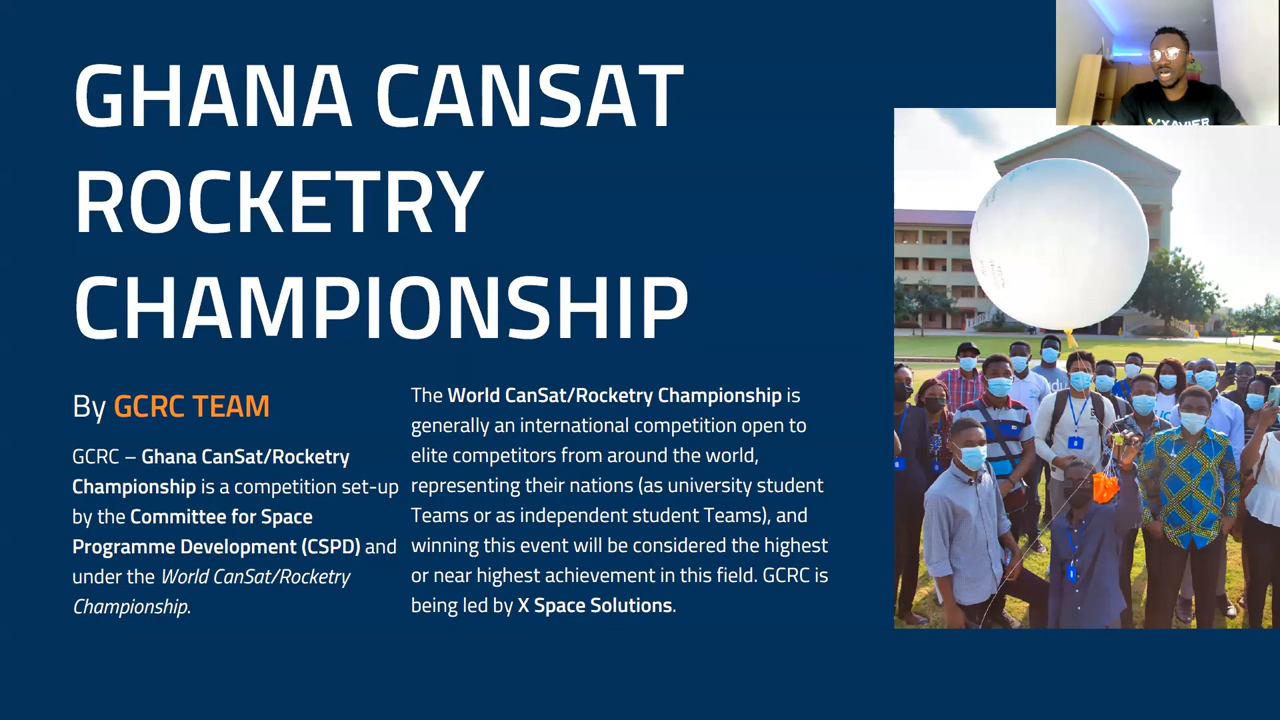 GHANA CANSAT
ROCKETRY
CHAMPIONSHIP
By GCRC TEAM
GCRC – Ghana CanSat/Rocketry
Championship is a competition set-up
by the Committee for Space
Programme Development (CSPD) and
under the World CanSat/Rocketry
Championship.
The World CanSat/Rocketry Championship is
generally an international competition open to
elite competitors from around the world,
representing their nations (as university student
Teams or as independent student Teams), and
winning this event will be considered the highest
or near highest achievement in this field. GCRC is
being led by X Space Solutions.
XAVIER